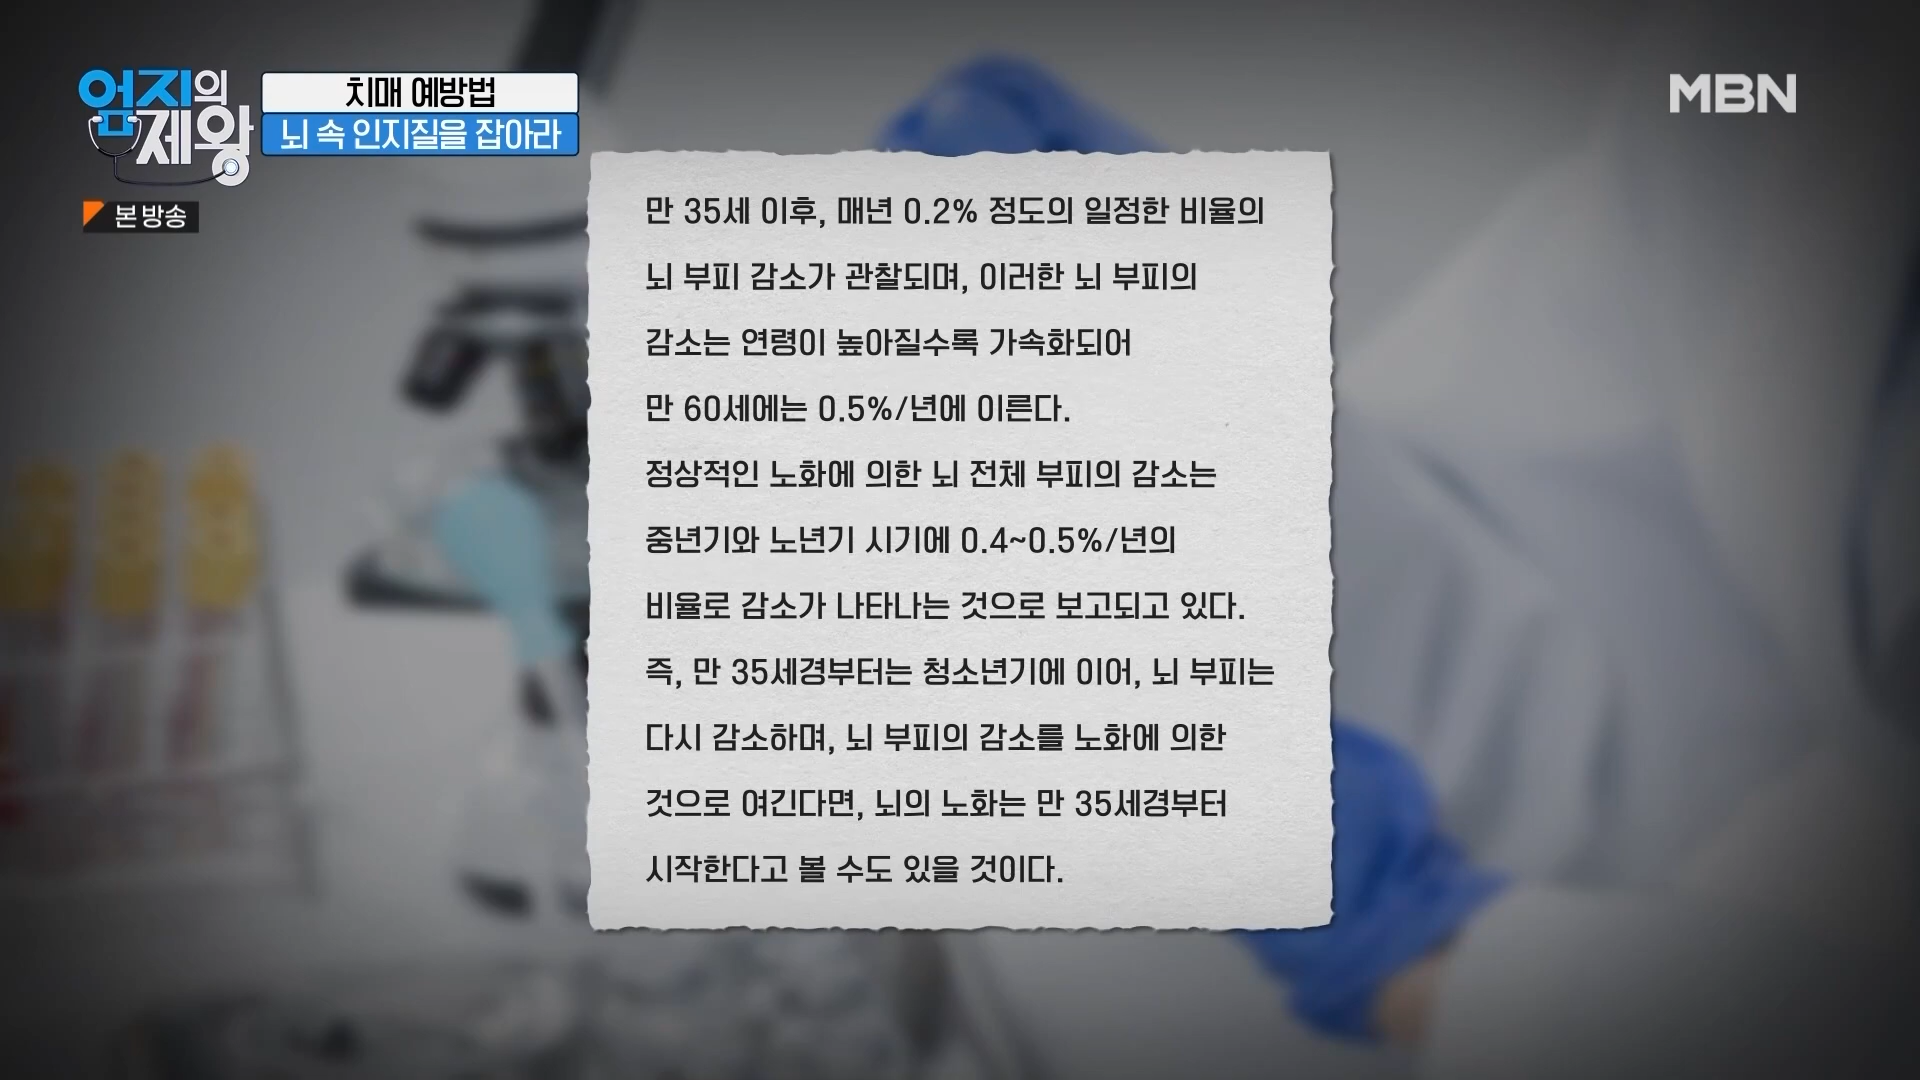 엄지의 제왕
치매 예방법
뇌 속 인지질을 잡아라
본방송
MBN
만 35세 이후, 매년 0.2% 정도의 일정한 비율의
뇌 부피 감소가 관찰되며, 이러한 뇌 부피의
감소는 연령이 높아질수록 가속화되어
만 60세에는 0.5%/년에 이른다.
정상적인 노화에 의한 뇌 전체 부피의 감소는
중년기와 노년기 시기에 0.4~0.5%/년의
비율로 감소가 나타나는 것으로 보고되고 있다.
즉, 만 35세경부터는 청소년기에 이어, 뇌 부피는
다시 감소하며, 뇌 부피의 감소를 노화에 의한
것으로 여긴다면, 뇌의 노화는 만 35세경부터
시작한다고 볼 수도 있을 것이다.